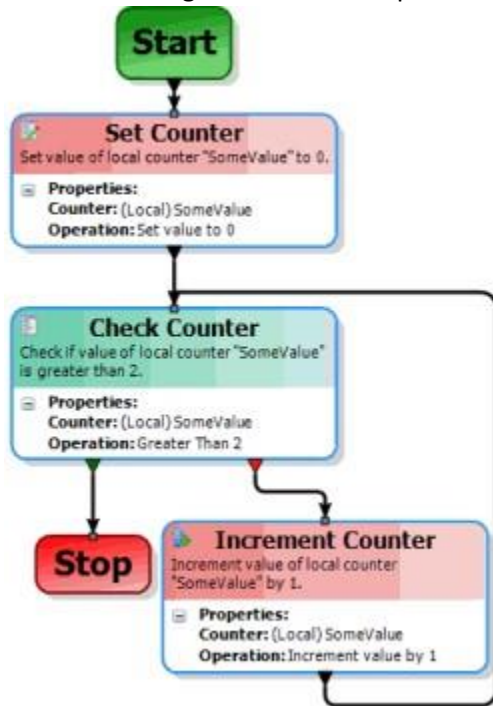 Start
Set Counter
Set value of local counter "SomeValue" to 0.
Properties:
Counter: (Local) SomeValue
Operation: Set value to 0
Check Counter
Check if value of local counter "SomeValue"
is greater than 2.
Properties:
Counter: (Local) SomeValue
Operation: Greater Than 2
Stop
Increment Counter
Increment value of local counter
"SomeValue" by 1.
Properties:
Counter: (Local) SomeValue
Operation: Increment value by 1